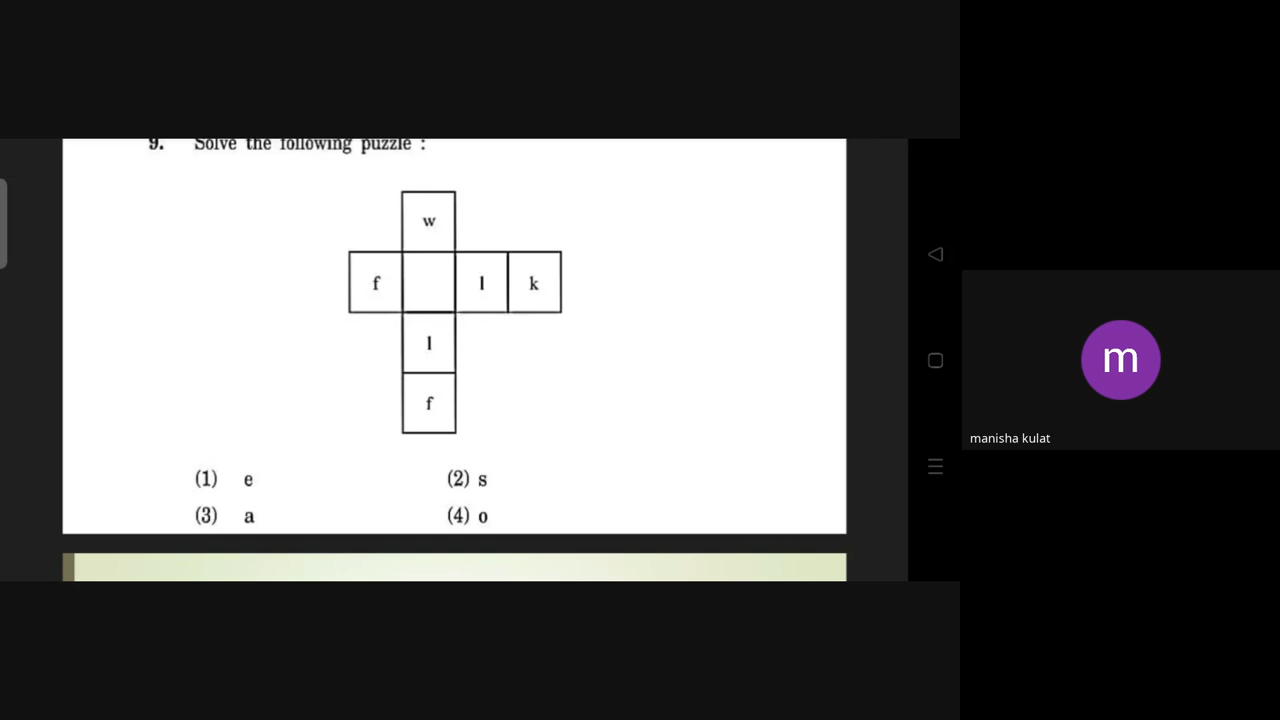 9. Solve the following puzzle :
w
f l k
l
f
(1) e (2) s
(3) a (4) o
m
manisha kulat